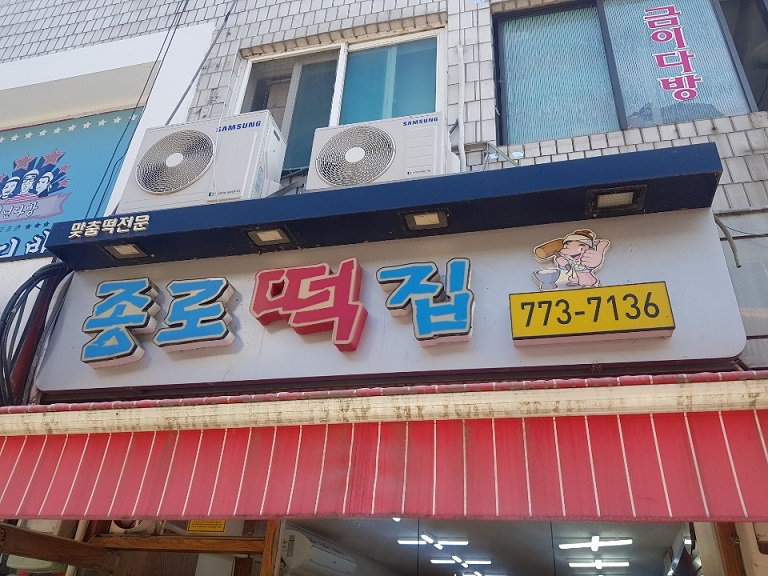 금이다방
SAMSUNG
SAMSUNG
맞춤떡전문
종로떡집
773-7136